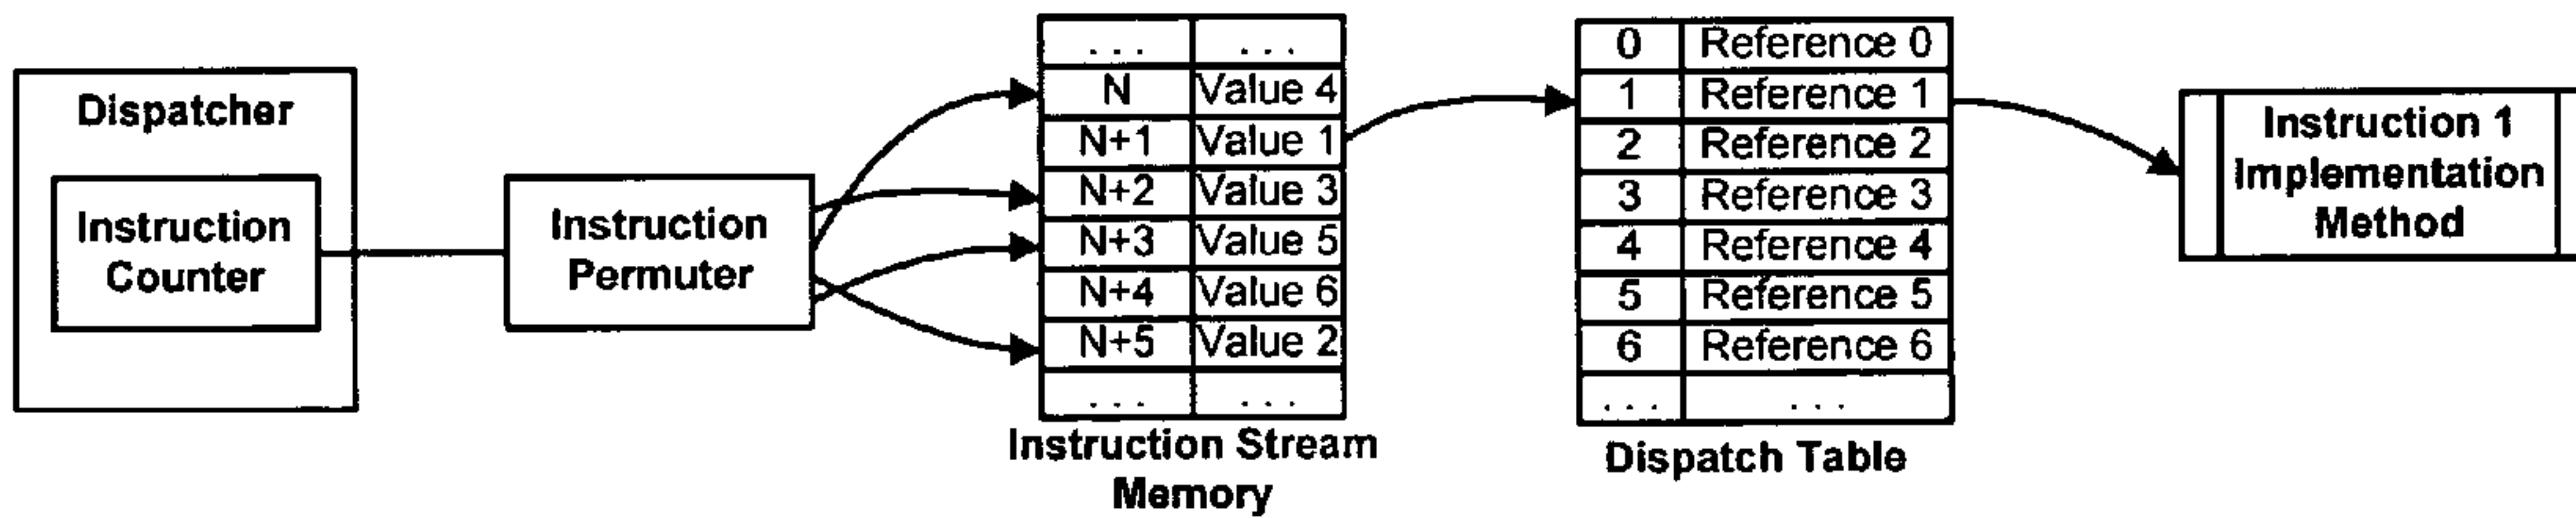 Dispatcher
Instruction
Counter
Instruction
Permuter
. . . . . .
N Value 4
N+1 Value 1
N+2 Value 3
N+3 Value 5
N+4 Value 6
N+5 Value 2
. . . . . .
Instruction Stream
Memory
0 Reference 0
1 Reference 1
2 Reference 2
3 Reference 3
4 Reference 4
5 Reference 5
6 Reference 6
. . . . . .
Dispatch Table
Instruction 1
Implementation
Method